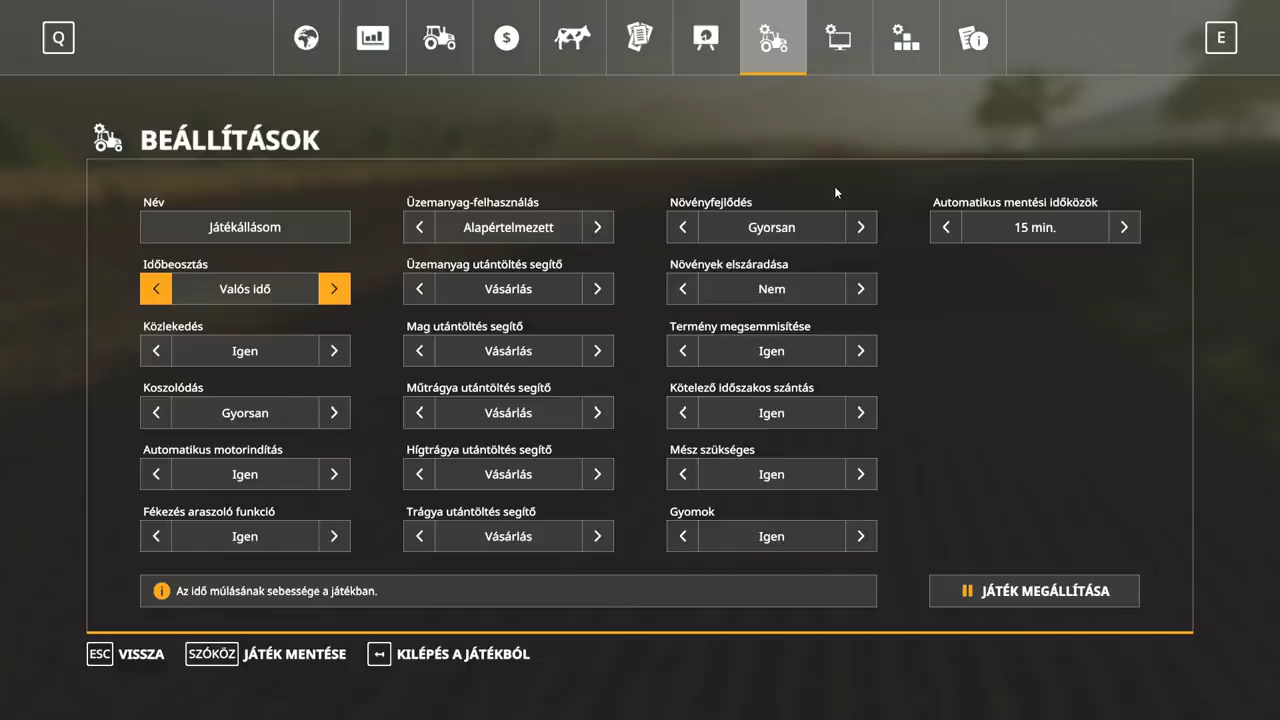 Q
E
BEÁLLÍTÁSOK
Név
Játékállásom
Időbeosztás
Valós idő
Közlekedés
Igen
Koszolódás
Gyorsan
Automatikus motorindítás
Igen
Fékezés araszoló funkció
Igen
Üzemanyag-felhasználás
Alapértelmezett
Üzemanyag utántöltés segítő
Vásárlás
Mag utántöltés segítő
Vásárlás
Műtrágya utántöltés segítő
Vásárlás
Hígtrágya utántöltés segítő
Vásárlás
Trágya utántöltés segítő
Vásárlás
Növényfejlődés
Gyorsan
Növények elszáradása
Nem
Termény megsemmisítése
Igen
Kötelező időszakos szántás
Igen
Mész szükséges
Igen
Gyomok
Igen
Automatikus mentési időközök
15 min.
Az idő múlásának sebessége a játékban.
JÁTÉK MEGÁLLÍTÁSA
ESC VISSZA SZÓKÖZ JÁTÉK MENTÉSE ↔ KILÉPÉS A JÁTÉKBÓL